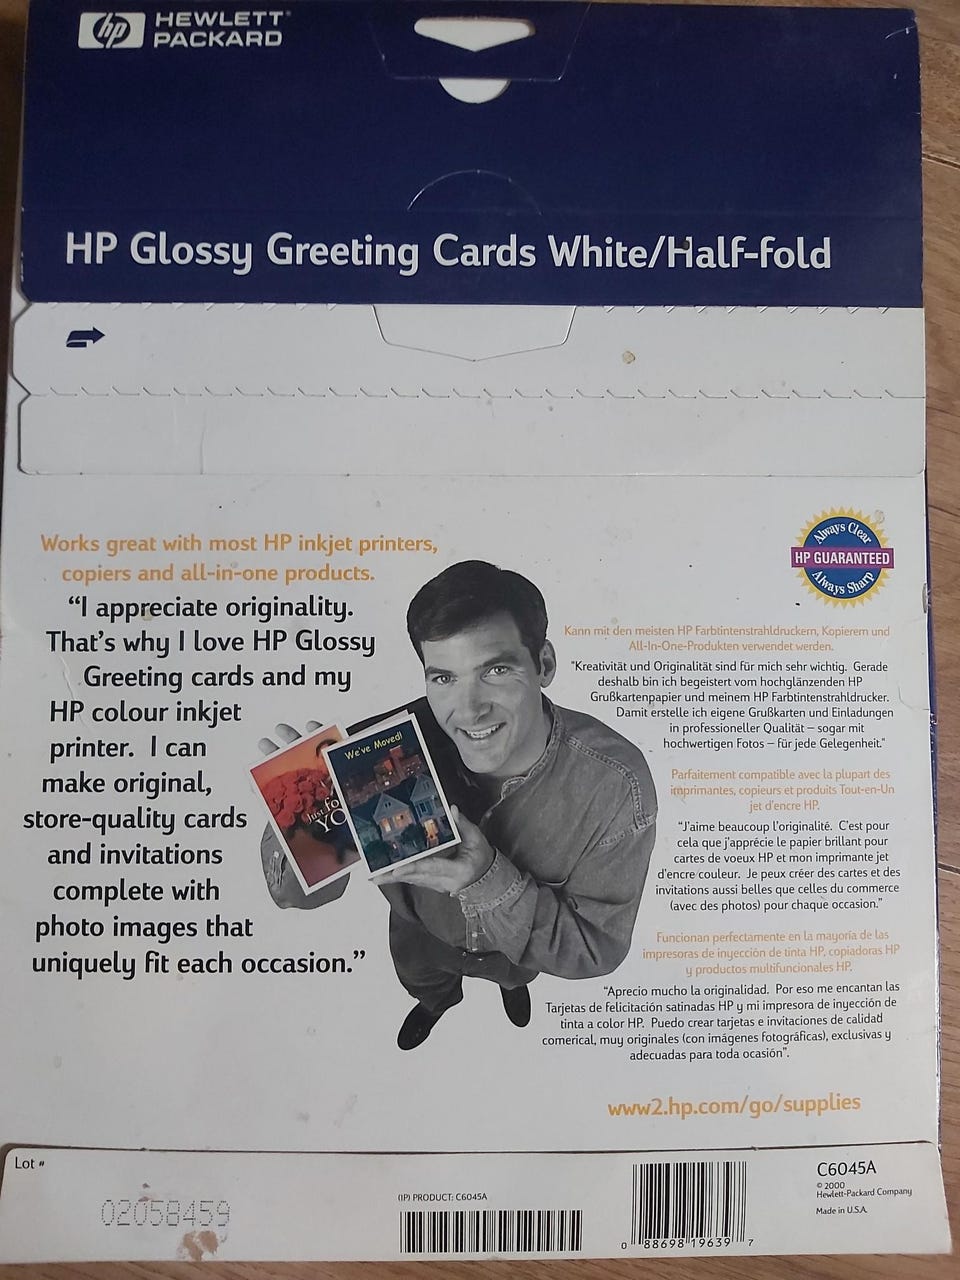 hp HEWLETT®
PACKARD
HP Glossy Greeting Cards White/Half-fold
Works great with most HP inkjet printers,
copiers and all-in-one products.
“I appreciate originality.
That’s why I love HP Glossy
Greeting cards and my
HP colour inkjet
printer. I can
make original,
store-quality cards
and invitations
complete with
photo images that
uniquely fit each occasion.”
Just fo
YO
We've Moved!
Always Clear
HP GUARANTEED
Always Sharp
Kann mit den meisten HP Farbtintenstrahldruckern, Kopierern und
All-In-One-Produkten verwendet werden.
"Kreativität und Originalität sind für mich sehr wichtig. Gerade
deshalb bin ich begeistert vom hochglänzenden HP
Grußkartenpapier und meinem HP Farbtintenstrahldrucker.
Damit erstelle ich eigene Grußkarten und Einladungen
in professioneller Qualität – sogar mit
hochwertigen Fotos – für jede Gelegenheit."
Parfaitement compatible avec la plupart des
imprimantes, copieurs et produits Tout-en-Un
jet d'encre HP.
“J'aime beaucoup l'originalité. C'est pour
cela que j'apprécie le papier brillant pour
cartes de voeux HP et mon imprimante jet
d'encre couleur. Je peux créer des cartes et des
invitations aussi belles que celles du commerce
(avec des photos) pour chaque occasion.”
Funcionan perfectamente en la mayoría de las
impresoras de inyección de tinta HP, copiadoras HP
y productos multifuncionales HP.
“Aprecio mucho la originalidad. Por eso me encantan las
Tarjetas de felicitación satinadas HP y mi impresora de inyección de
tinta a color HP. Puedo crear tarjetas e invitaciones de calidad
comerical, muy originales (con imágenes fotográficas), exclusivas y
adecuadas para toda ocasión”.
www2.hp.com/go/supplies
Lot #
02058459
(IP) PRODUCT: C6045A
0 88698 19639 7
C6045A
© 2000
Hewlett-Packard Company
Made in U.S.A.